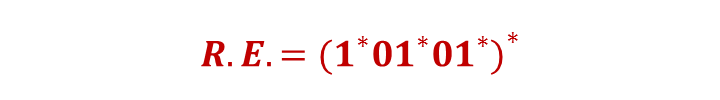 R. E. = (1*01*01*)*